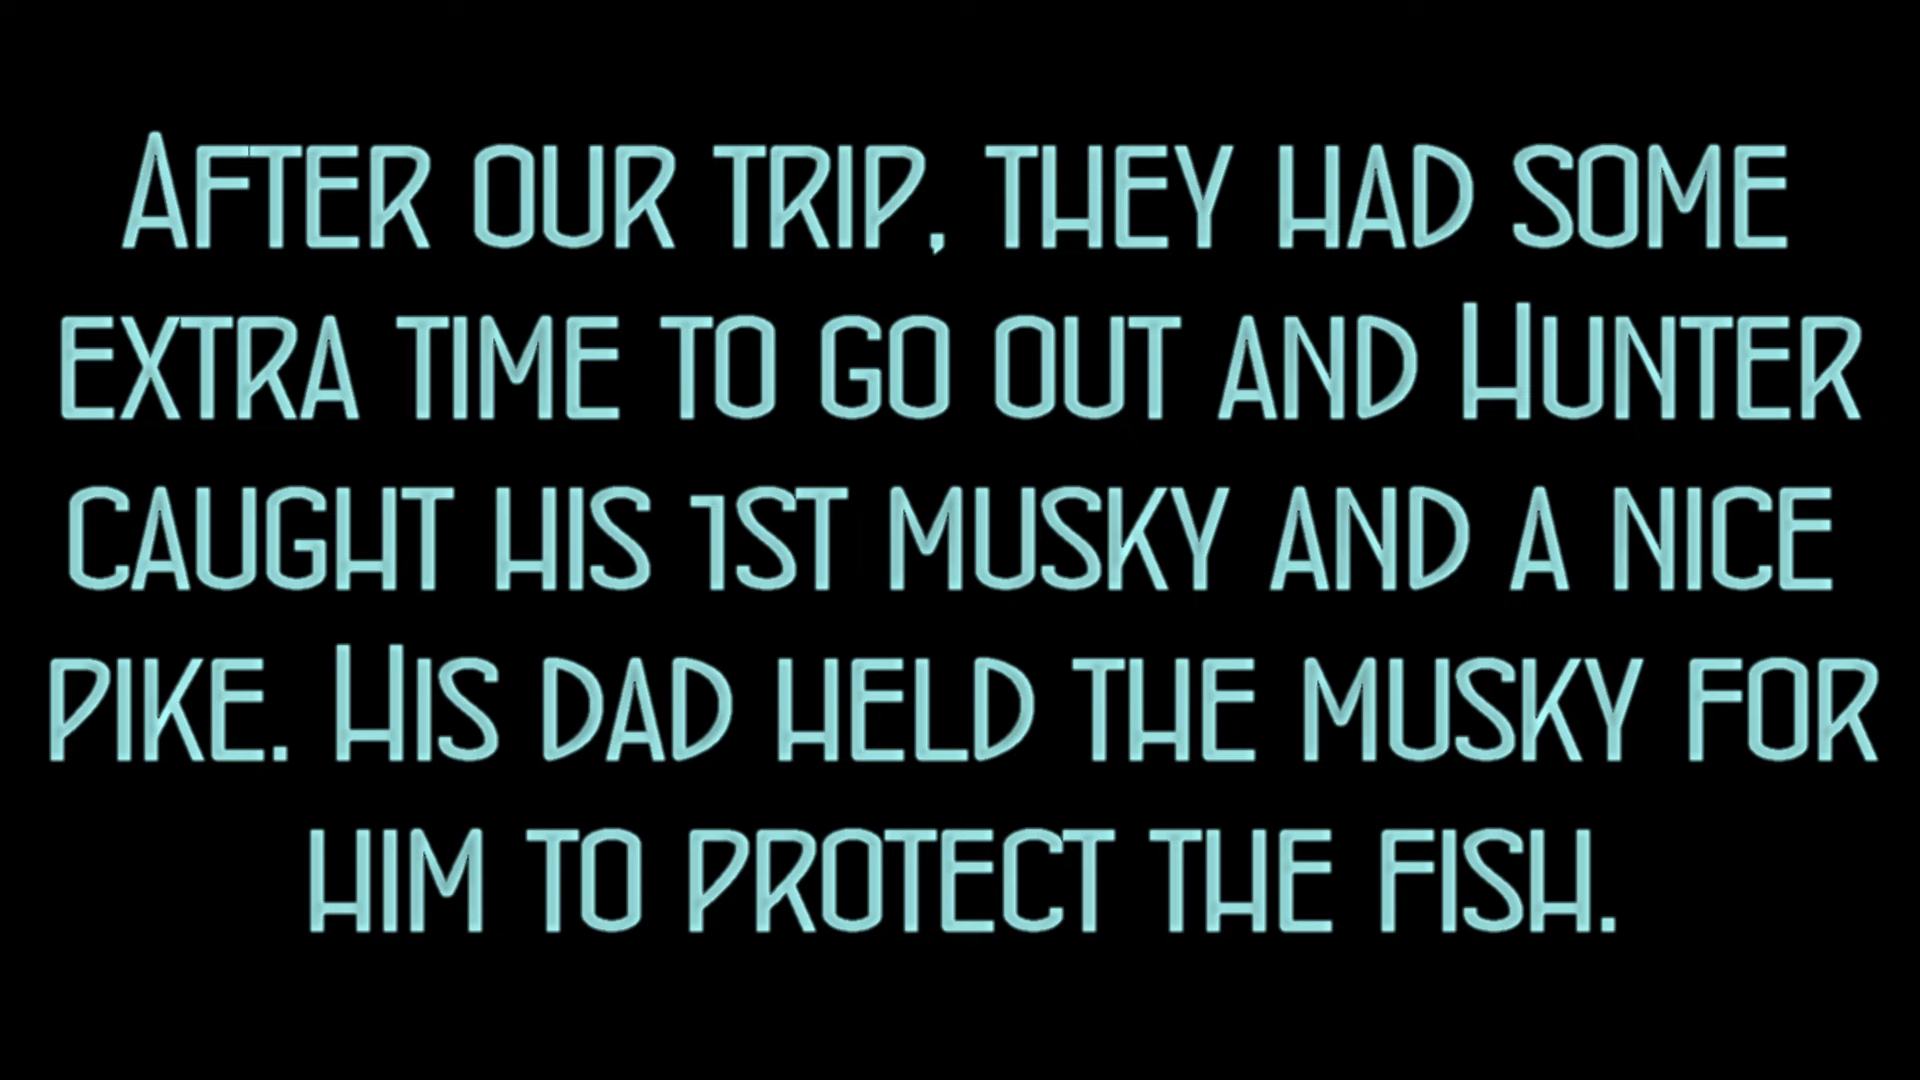 After our trip, they had some
extra time to go out and Hunter
caught his 1st musky and a nice
pike. His dad held the musky for
him to protect the fish.